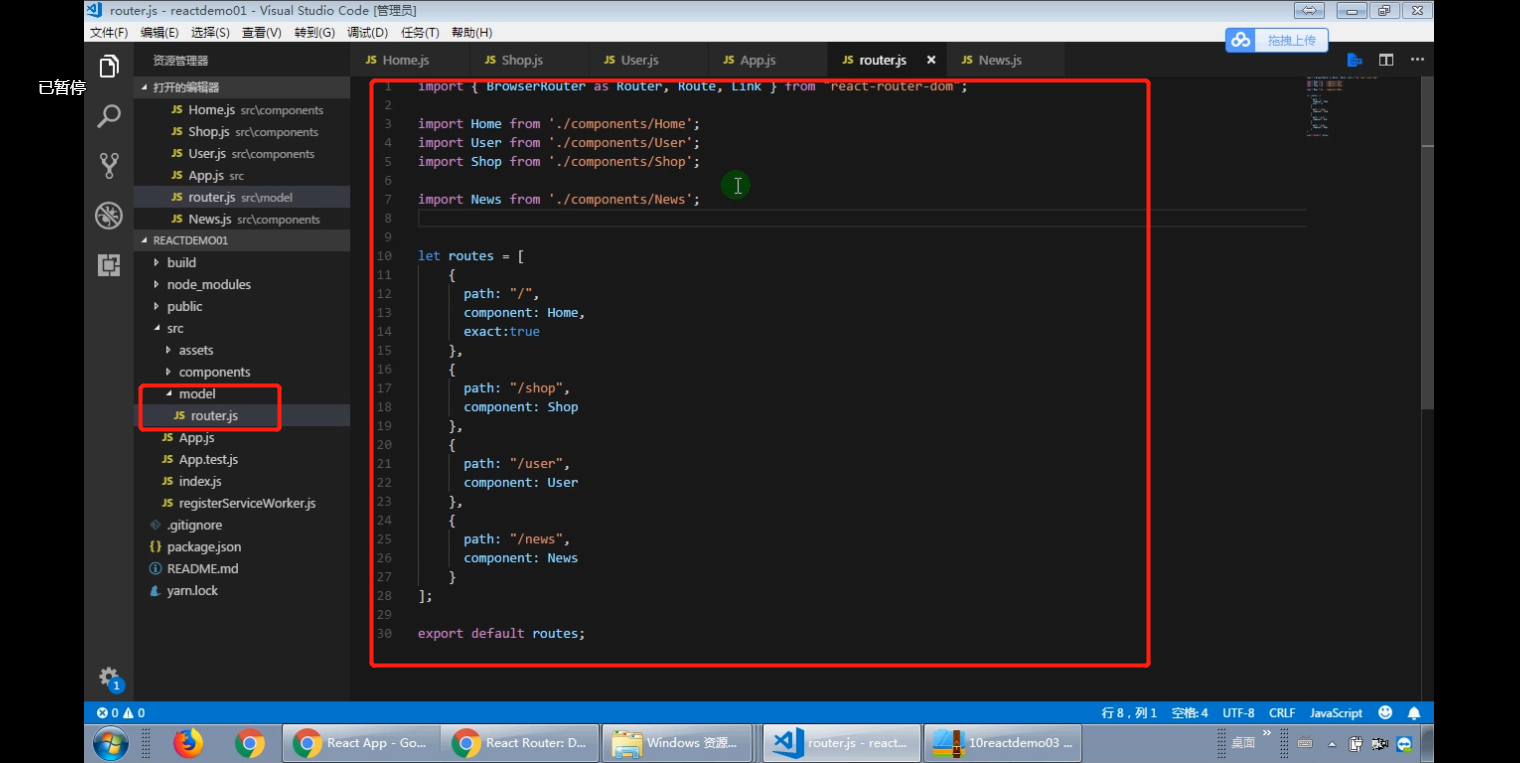 router.js - reactdemo01 - Visual Studio Code [管理员]
文件(F) 编辑(E) 选择(S) 查看(V) 转到(G) 调试(D) 任务(T) 帮助(H)
拖拽上传
已暂停
资源管理器
打开的编辑器
JS Home.js src\components
JS Shop.js src\components
JS User.js src\components
JS App.js src
JS router.js src\model
JS News.js src\components
REACTDEMO01
build
node_modules
public
src
assets
components
model
JS router.js
JS App.js
JS App.test.js
JS index.js
JS registerServiceWorker.js
.gitignore
{} package.json
README.md
yarn.lock
1
JS Home.js JS Shop.js JS User.js JS App.js JS router.js JS News.js
1 import { BrowserRouter as Router, Route, Link } from "react-router-dom";
2
3 import Home from './components/Home';
4 import User from './components/User';
5 import Shop from './components/Shop';
6
7 import News from './components/News';
8
9
10 let routes = [
11 {
12 path: "/",
13 component: Home,
14 exact:true
15 },
16 {
17 path: "/shop",
18 component: Shop
19 },
20 {
21 path: "/user",
22 component: User
23 },
24 {
25 path: "/news",
26 component: News
27 }
28 ];
29
30 export default routes;
0 0 行 8，列 1 空格: 4 UTF-8 CRLF JavaScript
React App - Go... React Router: D... Windows 资源... router.js - react... 10reactdemo03 ... 桌面